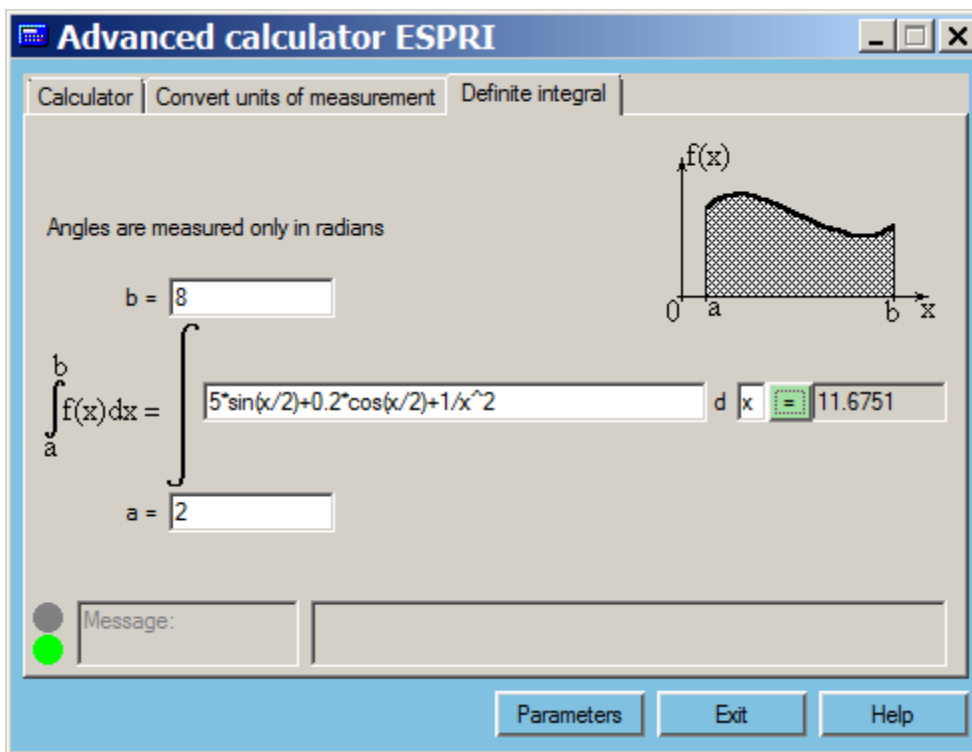 Advanced calculator ESPRI
Calculator Convert units of measurement Definite integral
f(x)
0 a b x
Angles are measured only in radians
b = 8
b
∫ f(x)dx = ∫ 5*sin(x/2)+0.2*cos(x/2)+1/x^2 d x = 11.6751
a
a = 2
Message:
Parameters Exit Help